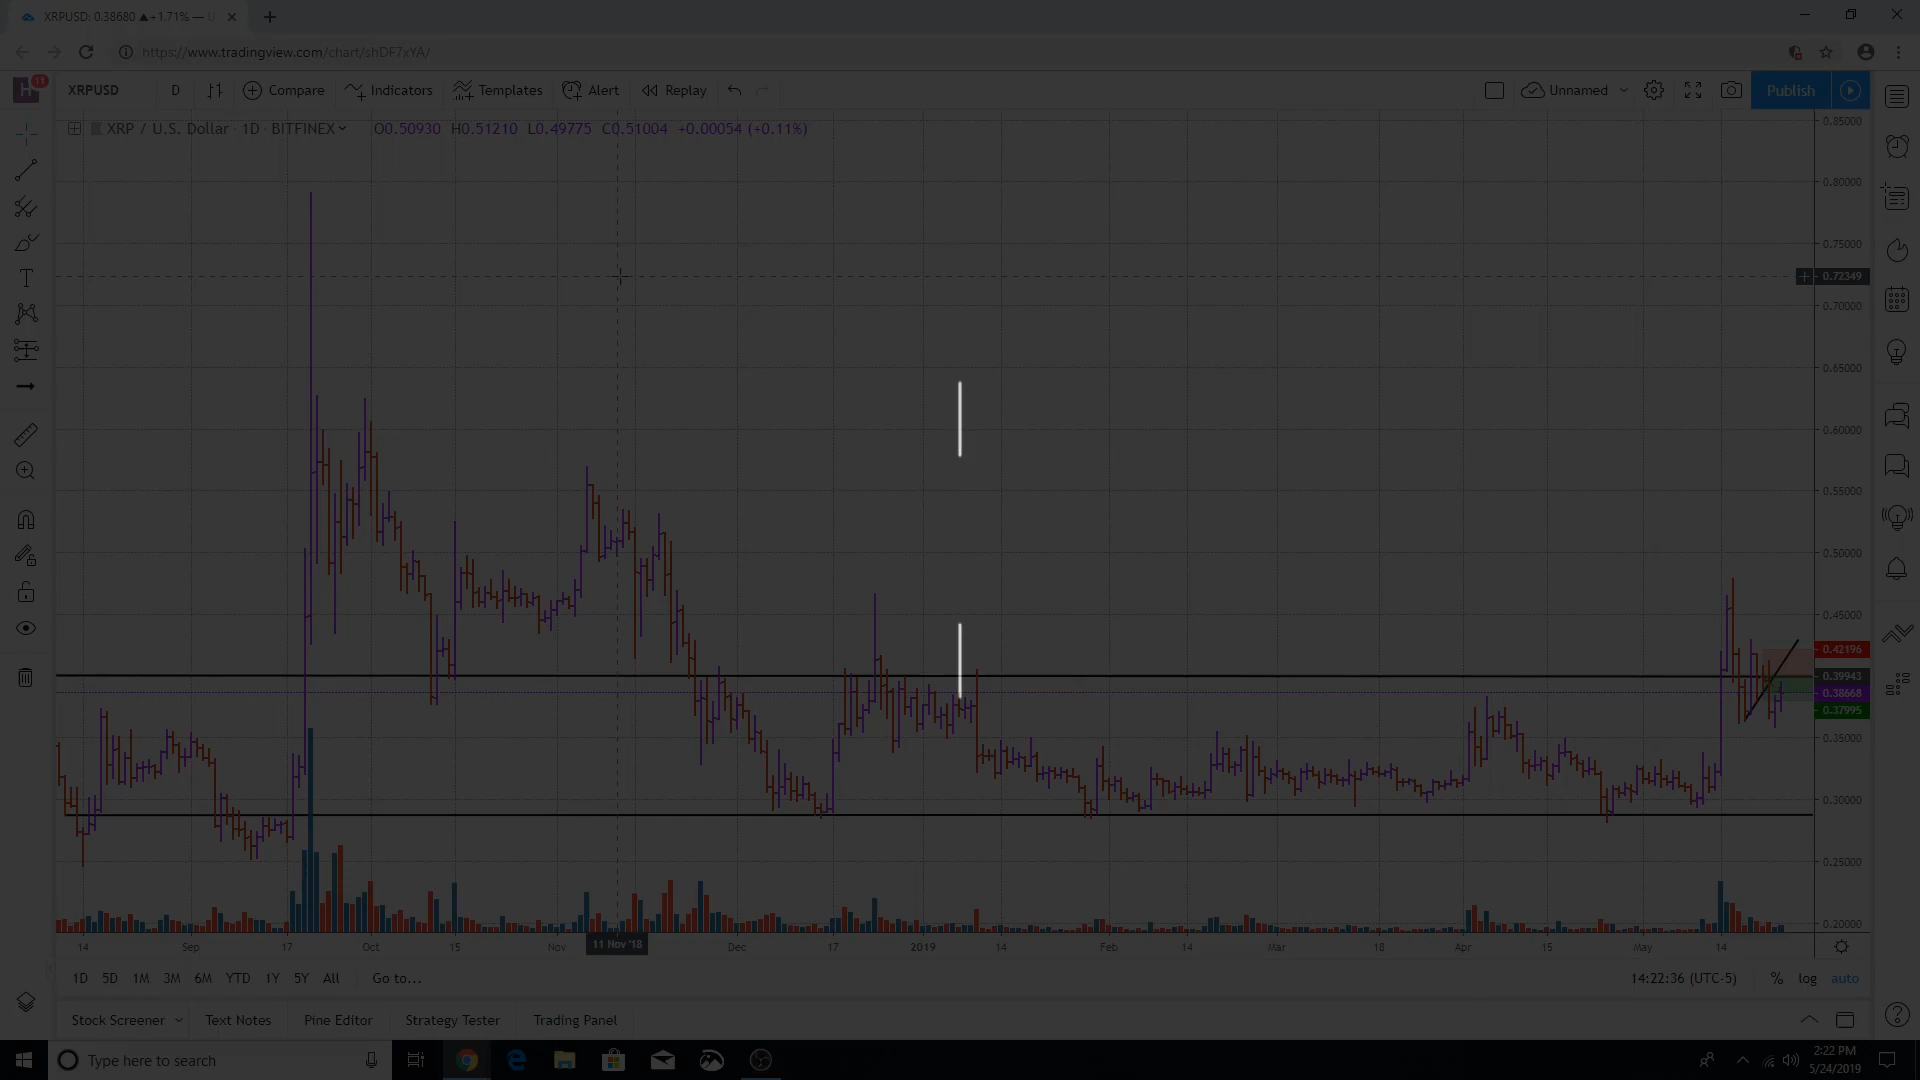 XRPUSD: 0.38680 ▲+1.71% — U
https://www.tradingview.com/chart/shDF7xYA/
H 11
XRPUSD D Compare Indicators Templates Alert Replay Unnamed Publish
XRP / U.S. Dollar · 1D · BITFINEX O0.50930 H0.51210 L0.49775 C0.51004 +0.00054 (+0.11%)
0.85000
0.80000
0.75000
0.72349
0.70000
0.65000
0.60000
0.55000
0.50000
0.45000
0.42196
0.39943
0.38668
0.37995
0.35000
0.30000
0.25000
0.20000
14 Sep 17 Oct 15 Nov 11 Nov '18 Dec 17 2019 14 Feb 14 Mar 18 Apr 15 May 14
1D 5D 1M 3M 6M YTD 1Y 5Y All Go to... 14:22:36 (UTC-5) % log auto
Stock Screener Text Notes Pine Editor Strategy Tester Trading Panel
Type here to search
2:22 PM
5/24/2019